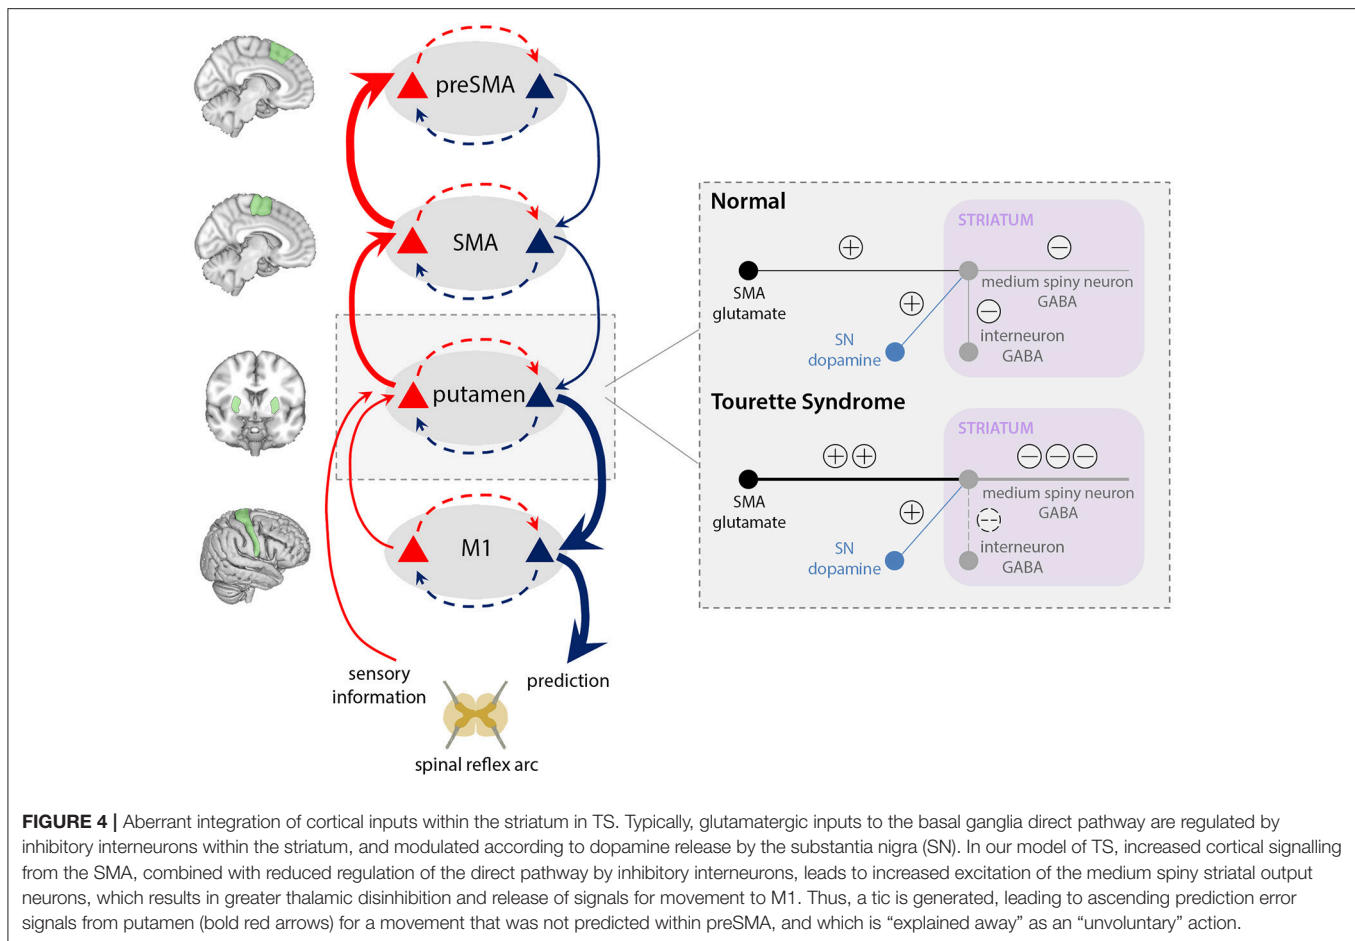 preSMA
SMA
putamen
M1
sensory
information
prediction
spinal reflex arc
Normal
STRIATUM
+
−
SMA
glutamate
medium spiny neuron
GABA
+
−
SN
dopamine
interneuron
GABA
Tourette Syndrome
STRIATUM
+ +
− − −
SMA
glutamate
medium spiny neuron
GABA
+
--
SN
dopamine
interneuron
GABA
FIGURE 4 | Aberrant integration of cortical inputs within the striatum in TS. Typically, glutamatergic inputs to the basal ganglia direct pathway are regulated by
inhibitory interneurons within the striatum, and modulated according to dopamine release by the substantia nigra (SN). In our model of TS, increased cortical signalling
from the SMA, combined with reduced regulation of the direct pathway by inhibitory interneurons, leads to increased excitation of the medium spiny striatal output
neurons, which results in greater thalamic disinhibition and release of signals for movement to M1. Thus, a tic is generated, leading to ascending prediction error
signals from putamen (bold red arrows) for a movement that was not predicted within preSMA, and which is “explained away” as an “unvoluntary” action.